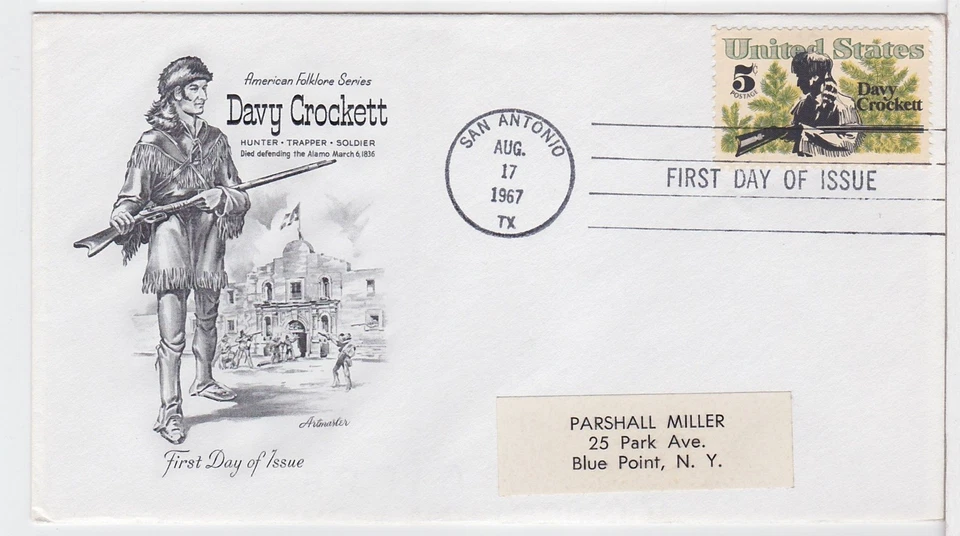 American Folklore Series
Davy Crockett
HUNTER • TRAPPER • SOLDIER
Died defending the Alamo March 6, 1836
Artmaster
First Day of Issue
SAN ANTONIO
AUG.
17
1967
TX
United States
5c
POSTAGE
Davy
Crockett
FIRST DAY OF ISSUE
PARSHALL MILLER
25 Park Ave.
Blue Point, N. Y.